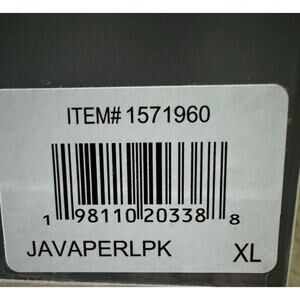 ITEM# 1571960
1 98110 20338 8
JAVAPERLPK XL